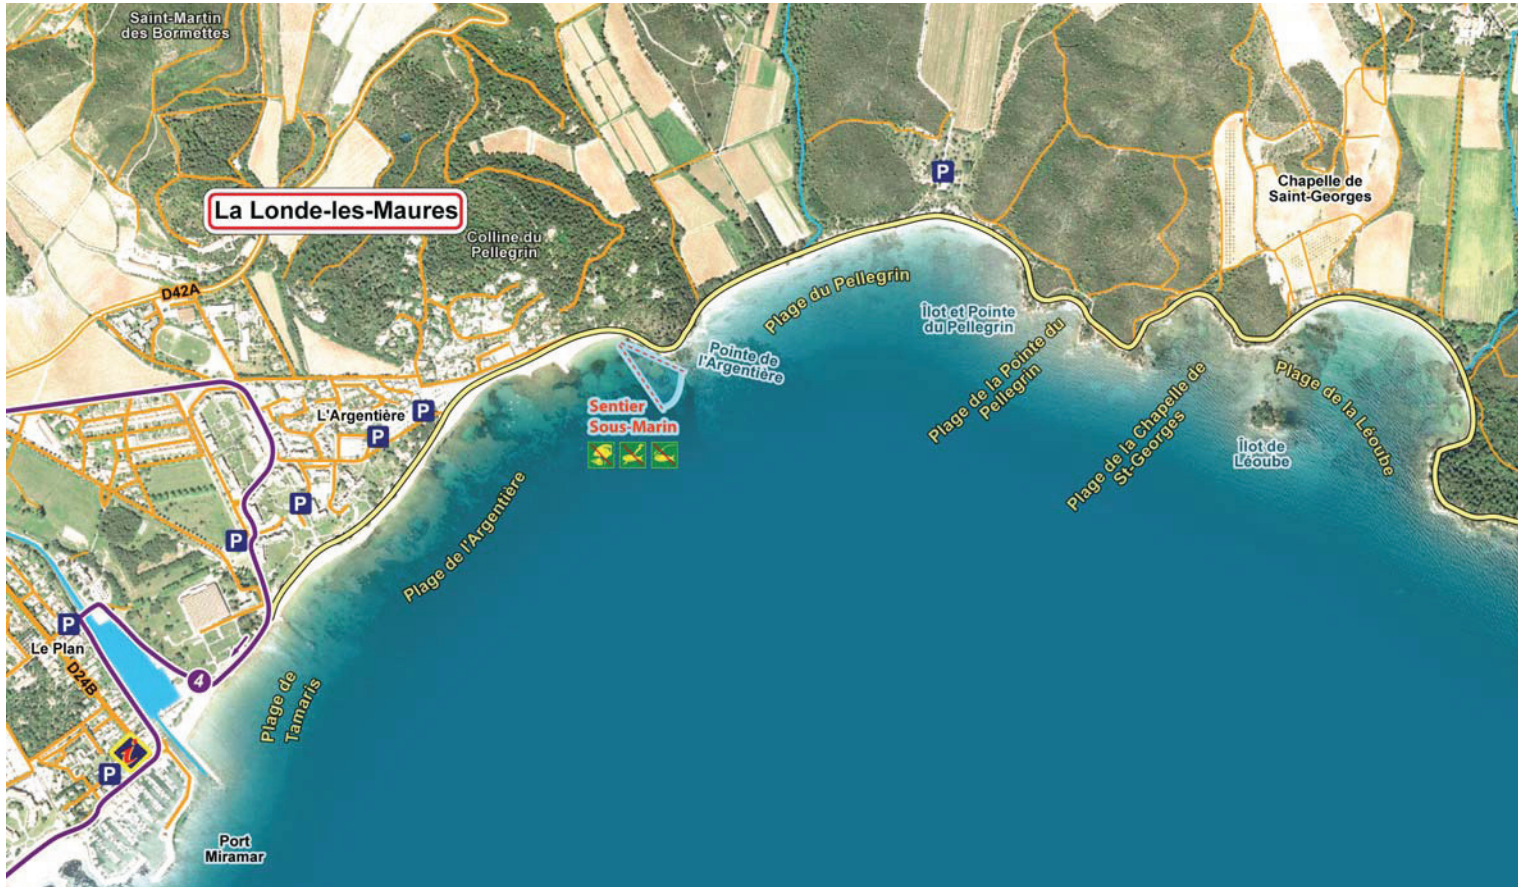 Saint-Martin
des Bormettes
La Londe-les-Maures
Colline du
Pellegrin
D42A
P
Chapelle de
Saint-Georges
Plage du Pellegrin
Îlot et Pointe
du Pellegrin
Pointe de
l'Argentière
Plage de la Pointe du
Pellegrin
Plage de la Chapelle de
St-Georges
Plage de la Léoube
Îlot de
Léoube
Sentier
Sous-Marin
L'Argentière
P
P
P
P
Plage de l'Argentière
P
Le Plan
D24B
4
Plage de
Tamaris
i
P
Port
Miramar